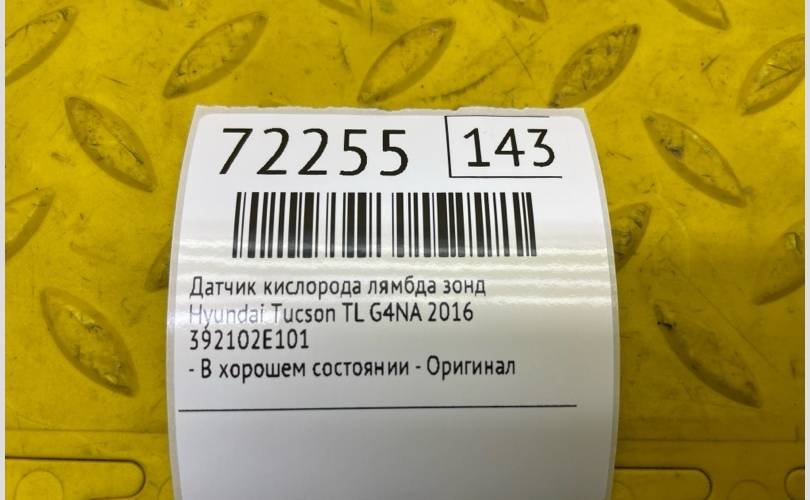 72255 143
Датчик кислорода лямбда зонд
Hyundai Tucson TL G4NA 2016
392102E101
- В хорошем состоянии - Оригинал